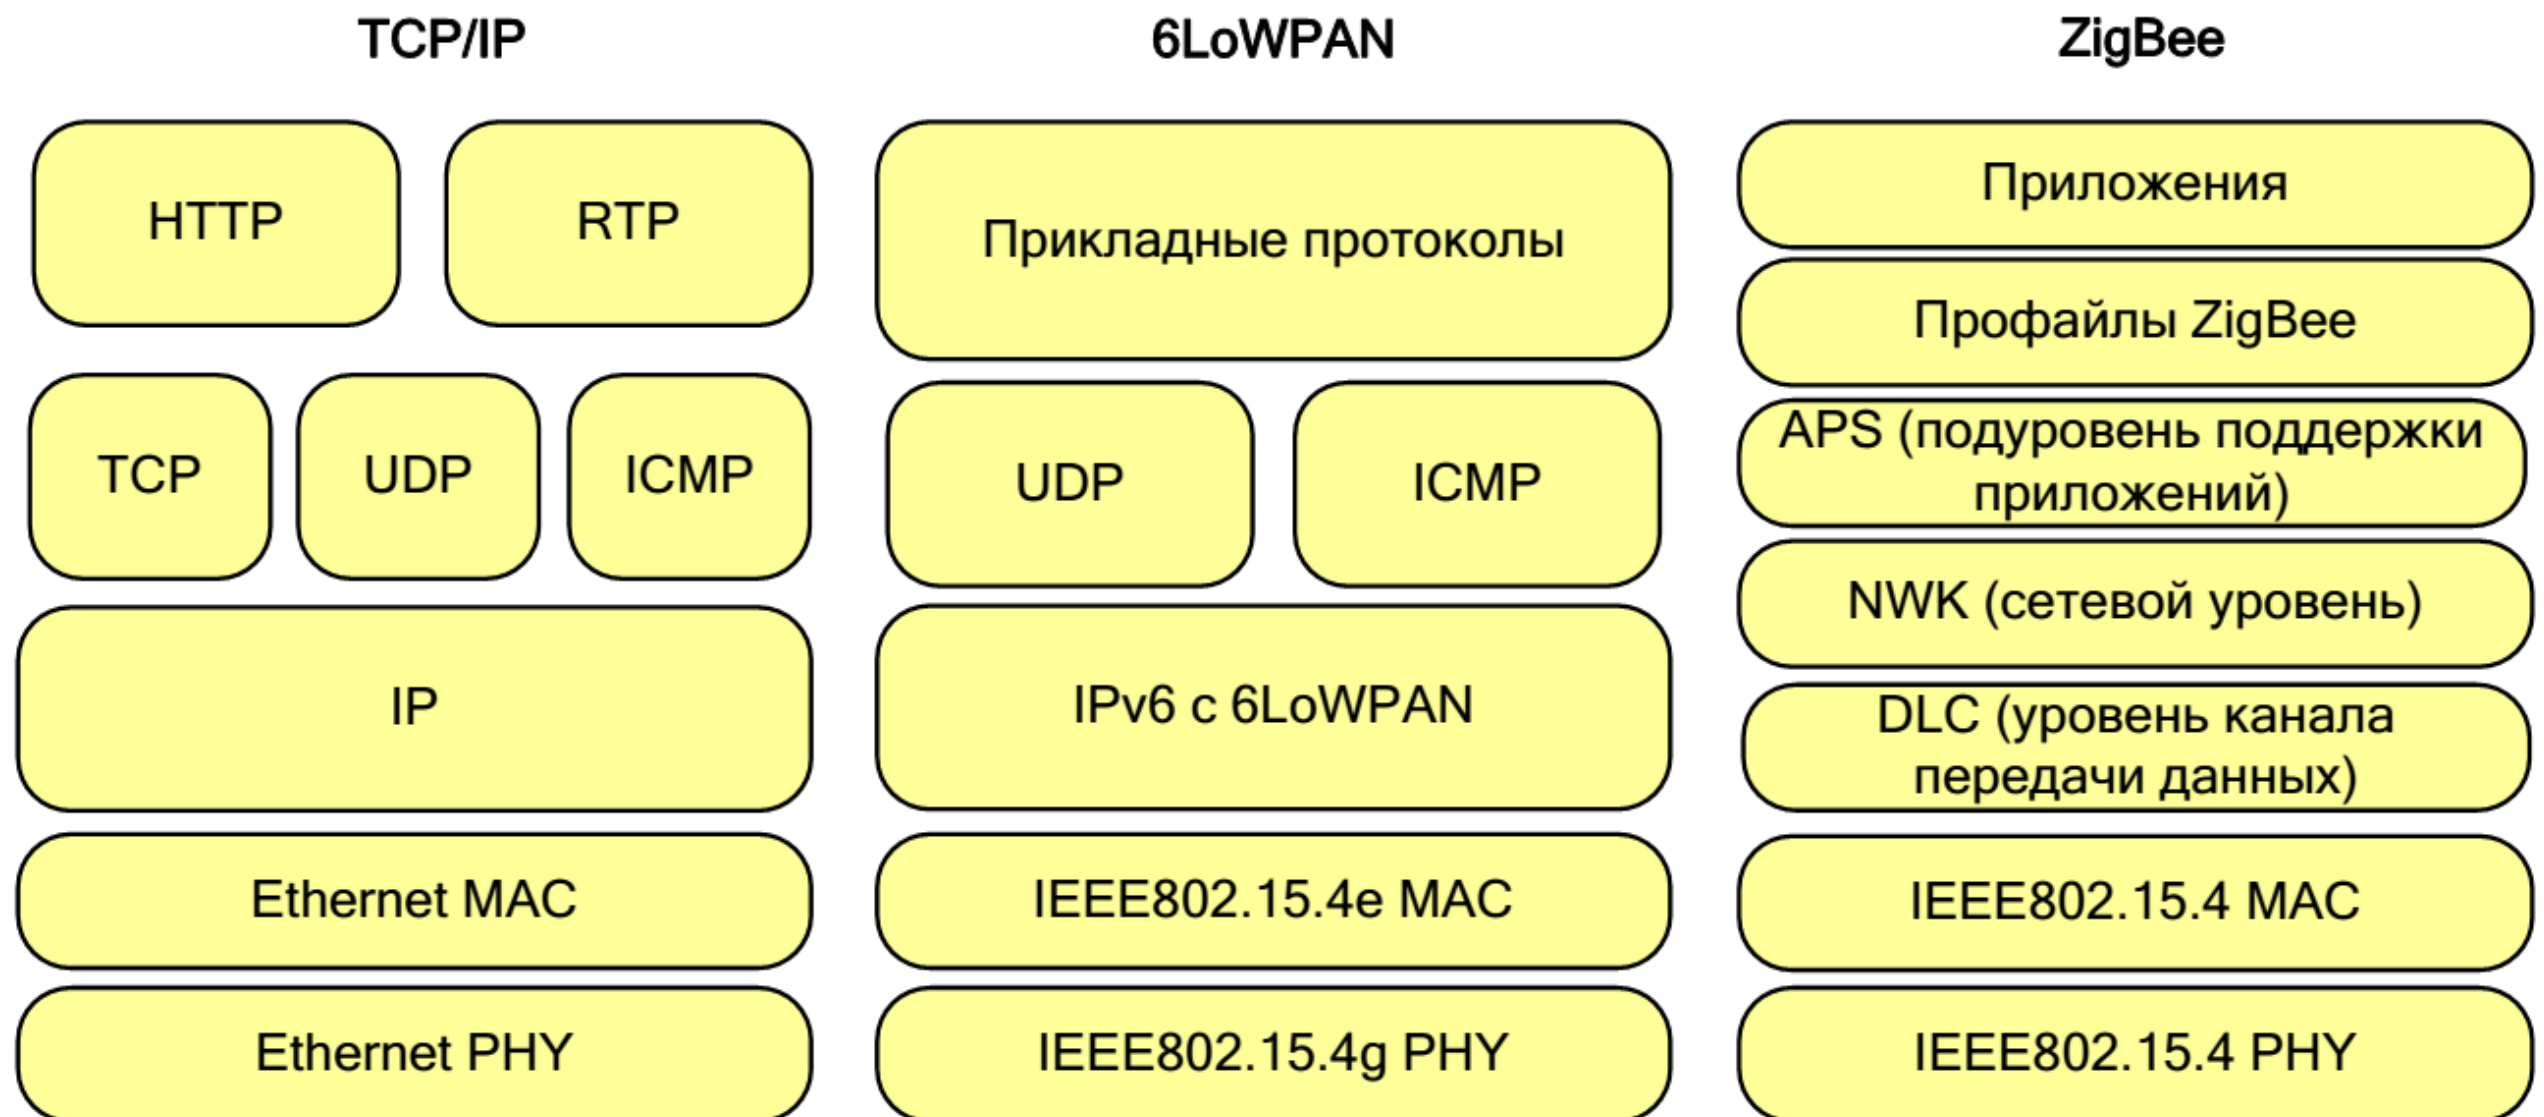 TCP/IP
HTTP
RTP
TCP
UDP
ICMP
IP
Ethernet MAC
Ethernet PHY
6LoWPAN
Прикладные протоколы
UDP
ICMP
IPv6 с 6LoWPAN
IEEE802.15.4e MAC
IEEE802.15.4g PHY
ZigBee
Приложения
Профайлы ZigBee
APS (подуровень поддержки
приложений)
NWK (сетевой уровень)
DLC (уровень канала
передачи данных)
IEEE802.15.4 MAC
IEEE802.15.4 PHY